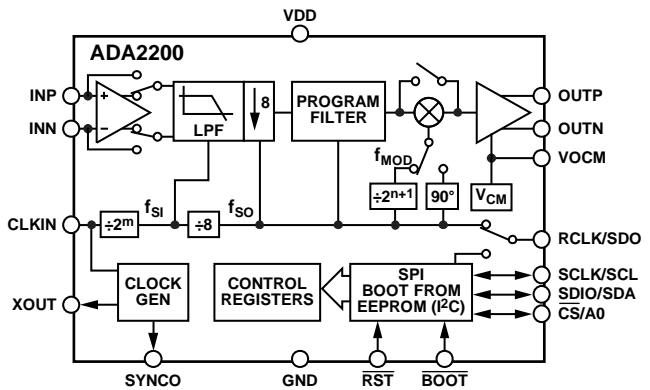 VDD
ADA2200
INP
INN
+
−
LPF
8
PROGRAM
FILTER
OUTP
OUTN
VOCM
fMOD
÷2ⁿ⁺¹
90°
VCM
CLKIN
÷2ᵐ
fSI
÷8
fSO
RCLK/SDO
XOUT
CLOCK
GEN
CONTROL
REGISTERS
SPI
BOOT FROM
EEPROM (I²C)
SCLK/SCL
SDIO/SDA
CS/A0
SYNCO
GND
RST
BOOT